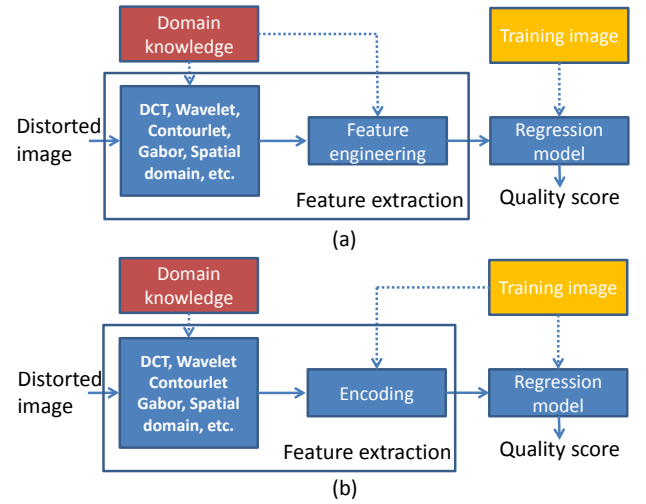 Domain
knowledge
Training image
Distorted
image
DCT, Wavelet,
Contourlet,
Gabor, Spatial
domain, etc.
Feature
engineering
Regression
model
Feature extraction
Quality score
(a)
Domain
knowledge
Training image
Distorted
image
DCT, Wavelet
Contourlet
Gabor, Spatial
domain, etc.
Encoding
Regression
model
Feature extraction
Quality score
(b)